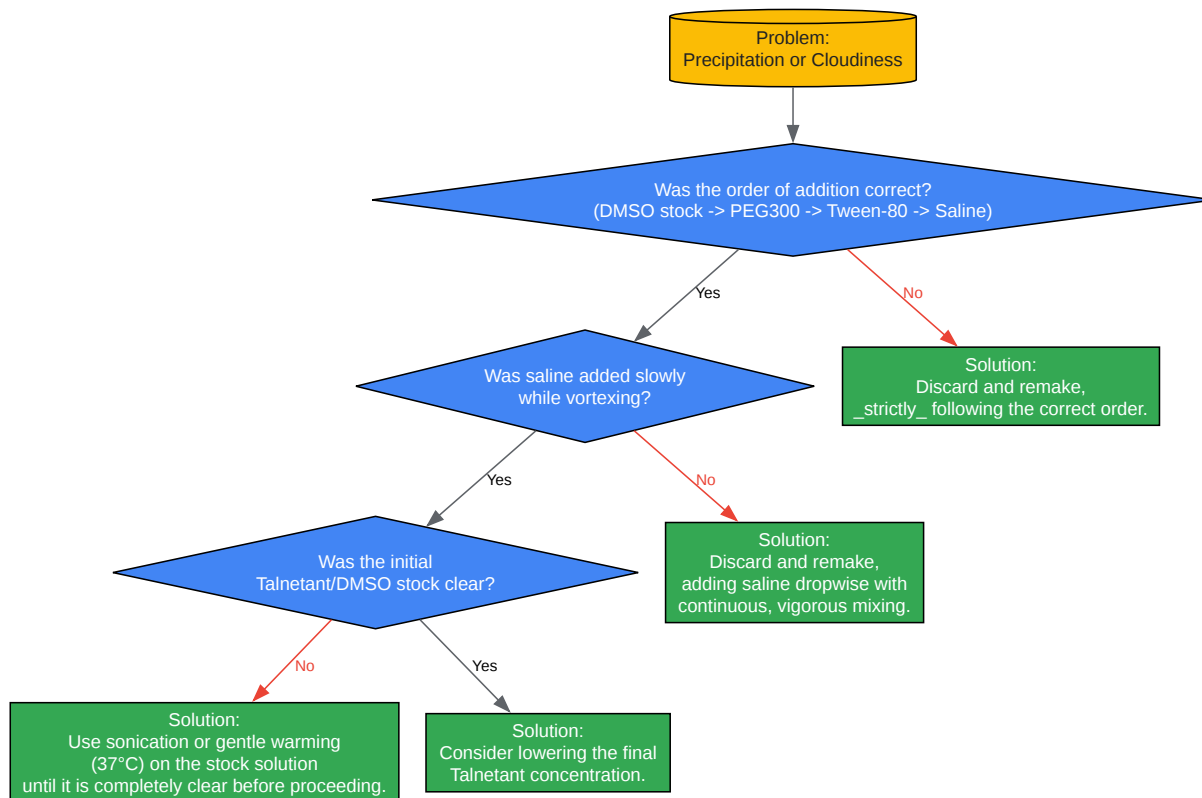 Problem:
Precipitation or Cloudiness
Was the order of addition correct?
(DMSO stock -> PEG300 -> Tween-80 -> Saline)
Yes
No
Was saline added slowly
while vortexing?
Solution:
Discard and remake,
_strictly_ following the correct order.
Yes
No
Was the initial
Talnetant/DMSO stock clear?
Solution:
Discard and remake,
adding saline dropwise with
continuous, vigorous mixing.
No
Yes
Solution:
Use sonication or gentle warming
(37°C) on the stock solution
until it is completely clear before proceeding.
Solution:
Consider lowering the final
Talnetant concentration.